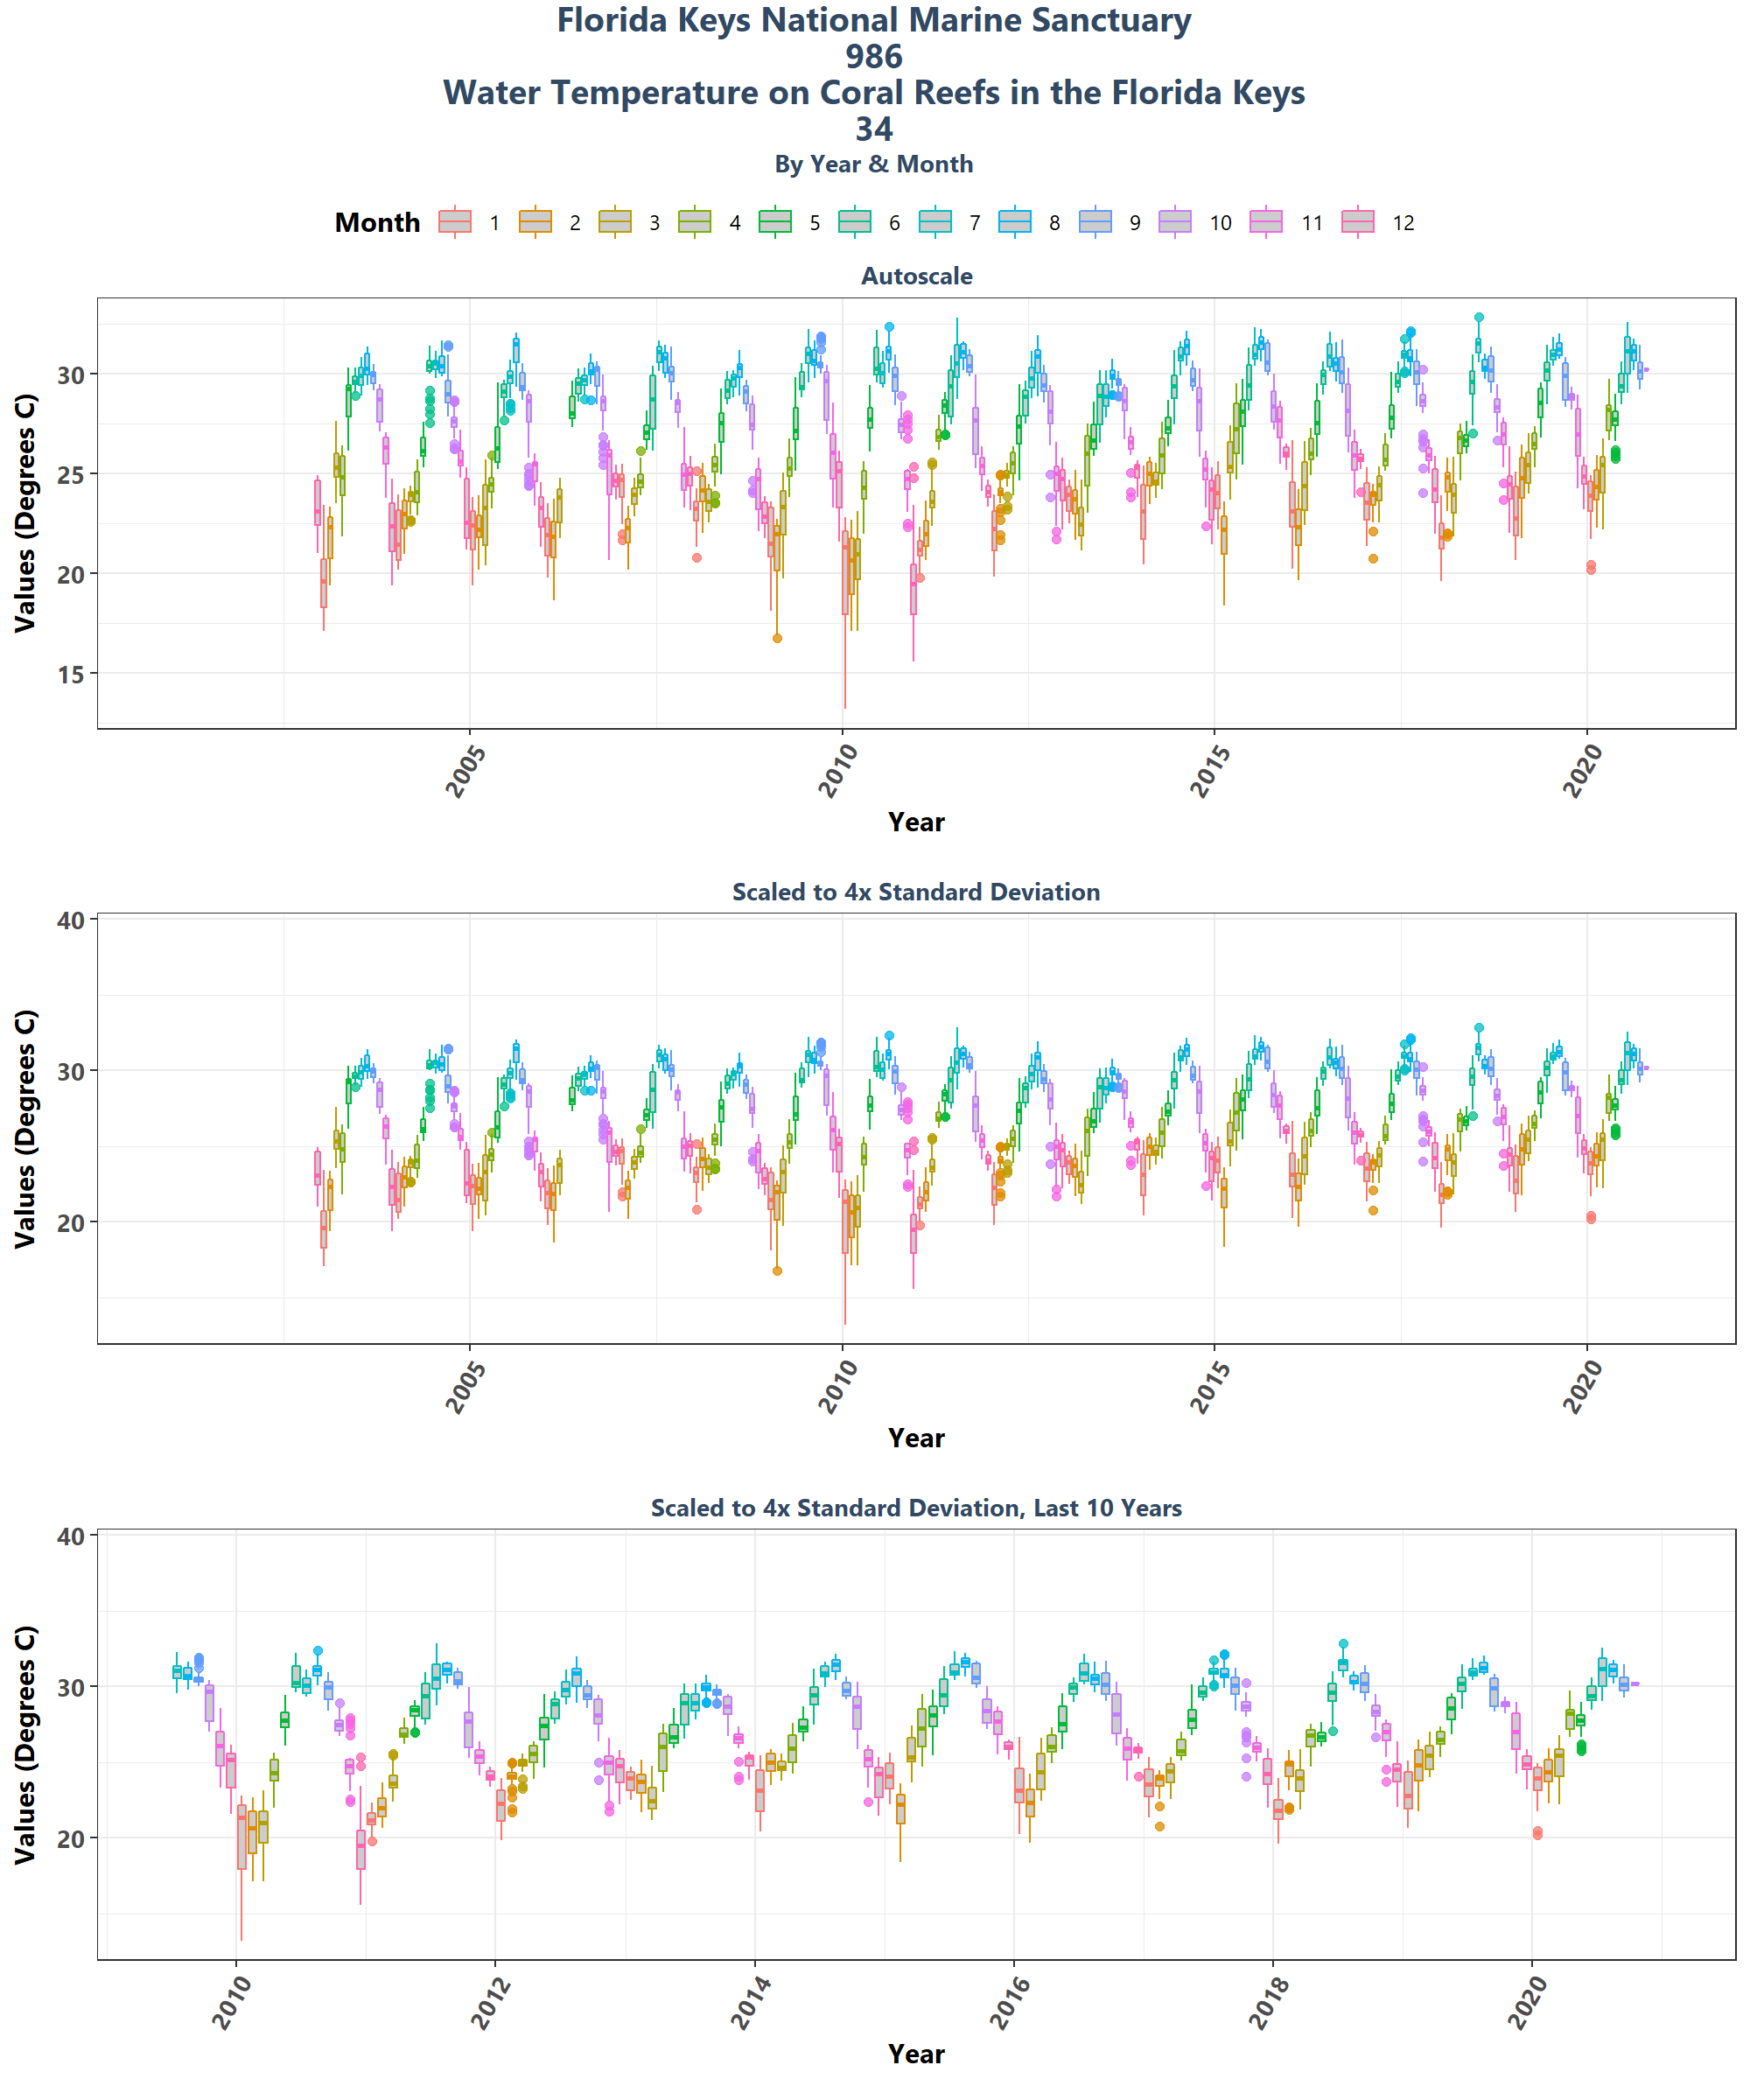 Florida Keys National Marine Sanctuary
986
Water Temperature on Coral Reefs in the Florida Keys
34
By Year & Month
Month 1 2 3 4 5 6 7 8 9 10 11 12
Autoscale
Values (Degrees C)
30
25
20
15
2005 2010 2015 2020
Year
Scaled to 4x Standard Deviation
Values (Degrees C)
40
30
20
2005 2010 2015 2020
Year
Scaled to 4x Standard Deviation, Last 10 Years
Values (Degrees C)
40
30
20
2010 2012 2014 2016 2018 2020
Year